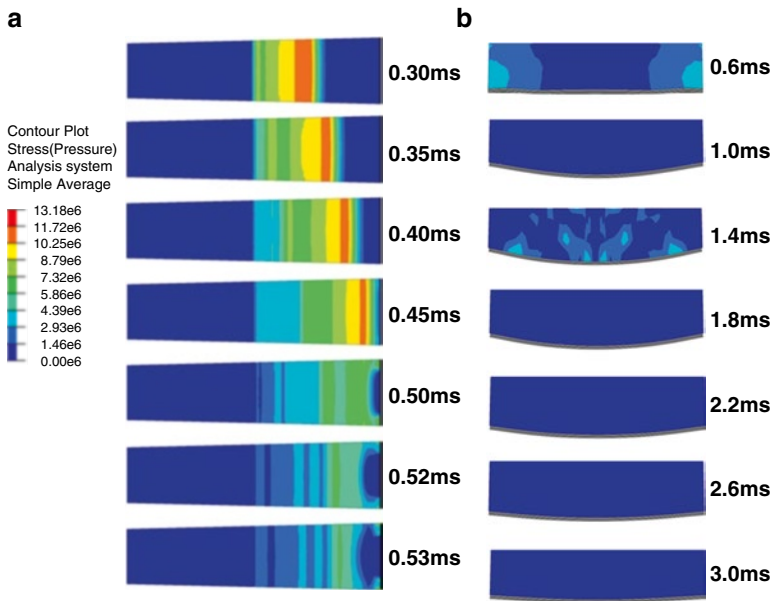 a
b
Contour Plot
Stress(Pressure)
Analysis system
Simple Average
13.18e6
11.72e6
10.25e6
8.79e6
7.32e6
5.86e6
4.39e6
2.93e6
1.46e6
0.00e6
0.30ms
0.35ms
0.40ms
0.45ms
0.50ms
0.52ms
0.53ms
0.6ms
1.0ms
1.4ms
1.8ms
2.2ms
2.6ms
3.0ms